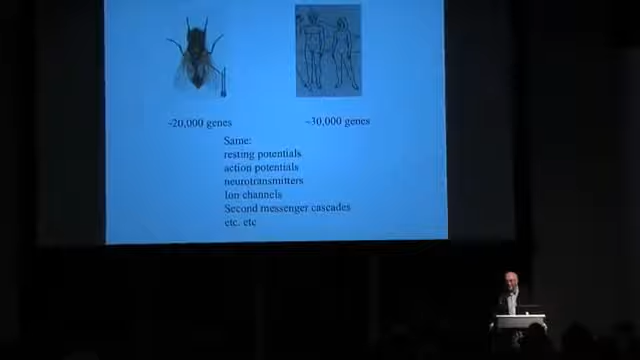 ~20,000 genes
~30,000 genes
Same:
resting potentials
action potentials
neurotransmitters
Ion channels
Second messenger cascades
etc. etc